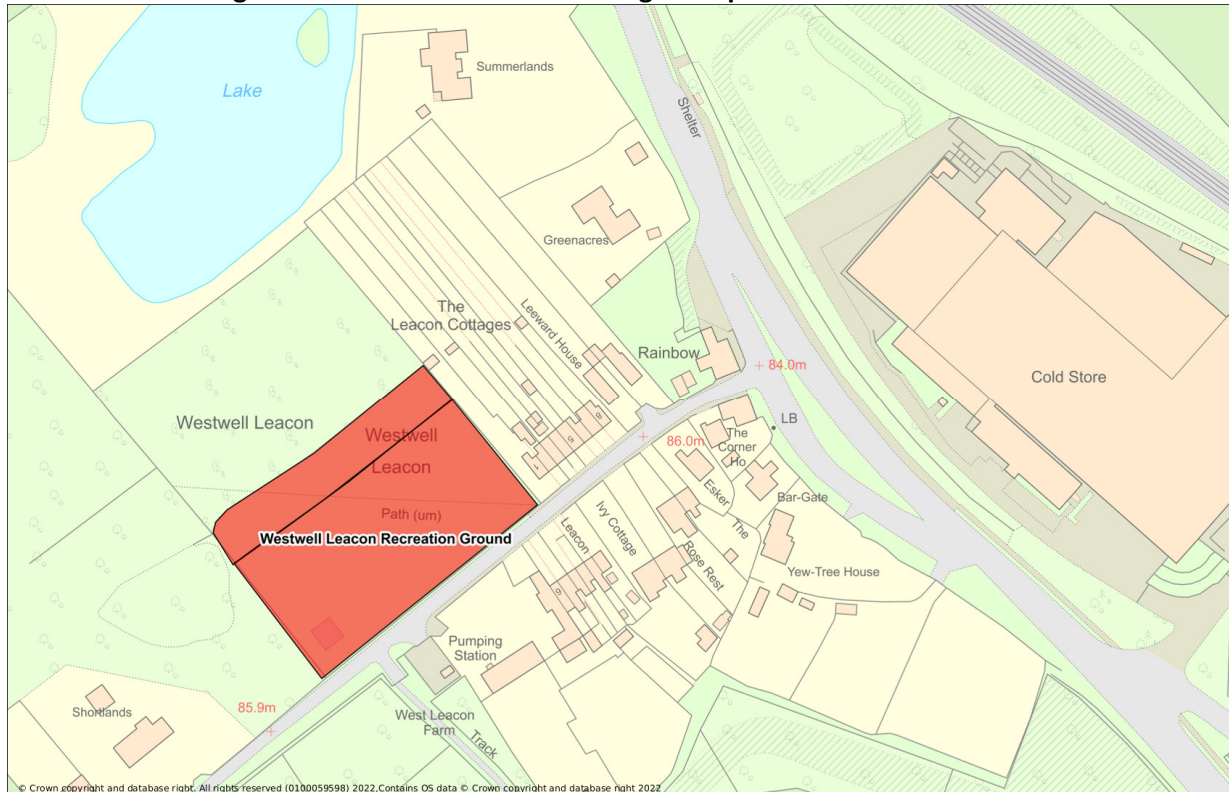 Summerlands
Lake
Shelter
Greenacres
The
Leacon Cottages
Leeward House
Rainbow
84.0m
Cold Store
Westwell Leacon
Westwell
Leacon
8
5
1
86.0m
LB
The
Corner
Ho
Esker
Bar-Gate
Path (um)
Westwell Leacon Recreation Ground
Leacon
Ivy Cottage
The
Rose Rest
Yew-Tree House
Pumping
Station
Shortlands
85.9m
West Leacon
Farm
Track
© Crown copyright and database right. All rights reserved (0100059598) 2022.Contains OS data © Crown copyright and database right 2022